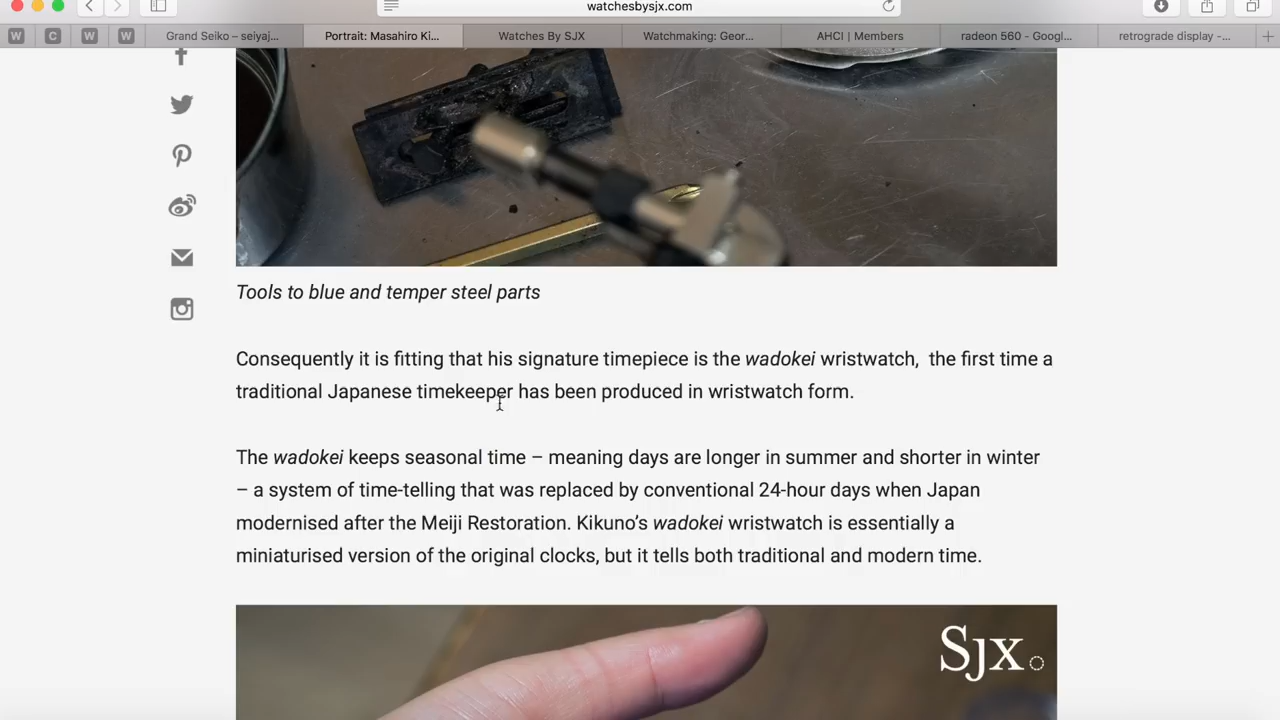 watchesbysjx.com
W
C
W
W
Grand Seiko – seiyaj...
Portrait: Masahiro Ki...
Watches By SJX
Watchmaking: Geor...
AHCI | Members
radeon 560 - Googl...
retrograde display -...
Tools to blue and temper steel parts
Consequently it is fitting that his signature timepiece is the wadokei wristwatch,  the first time a
traditional Japanese timekeeper has been produced in wristwatch form.
The wadokei keeps seasonal time – meaning days are longer in summer and shorter in winter
– a system of time-telling that was replaced by conventional 24-hour days when Japan
modernised after the Meiji Restoration. Kikuno's wadokei wristwatch is essentially a
miniaturised version of the original clocks, but it tells both traditional and modern time.
SJX